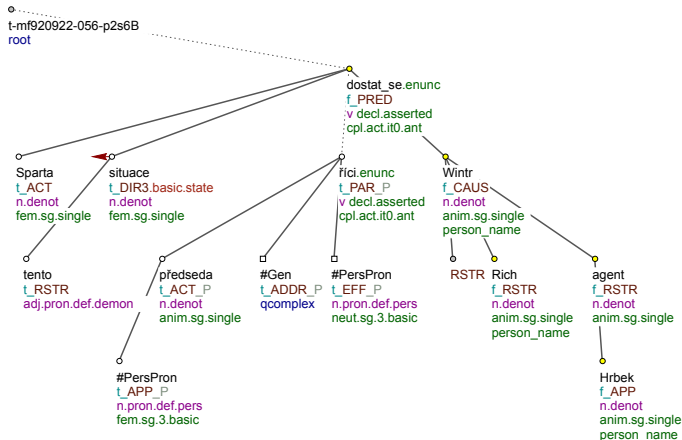 t-mf920922-056-p2s6B
root
dostat_se.enunc
f_PRED
v decl.asserted
cpl.act.it0.ant
Sparta
t_ACT
n.denot
fem.sg.single
situace
t_DIR3.basic.state
n.denot
fem.sg.single
říci.enunc
t_PAR_P
v decl.asserted
cpl.act.it0.ant
Wintr
f_CAUS
n.denot
anim.sg.single
person_name
tento
t_RSTR
adj.pron.def.demon
předseda
t_ACT_P
n.denot
anim.sg.single
#Gen
t_ADDR_P
qcomplex
#PersPron
t_EFF_P
n.pron.def.pers
neut.sg.3.basic
RSTR
Rich
f_RSTR
n.denot
anim.sg.single
person_name
agent
f_RSTR
n.denot
anim.sg.single
#PersPron
t_APP_P
n.pron.def.pers
fem.sg.3.basic
Hrbek
f_APP
n.denot
anim.sg.single
person_name